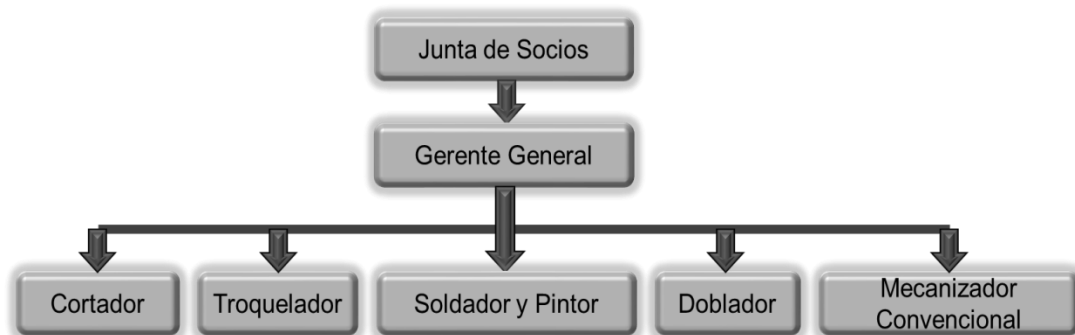 Junta de Socios
Gerente General
Cortador
Troquelador
Soldador y Pintor
Doblador
Mecanizador
Convencional